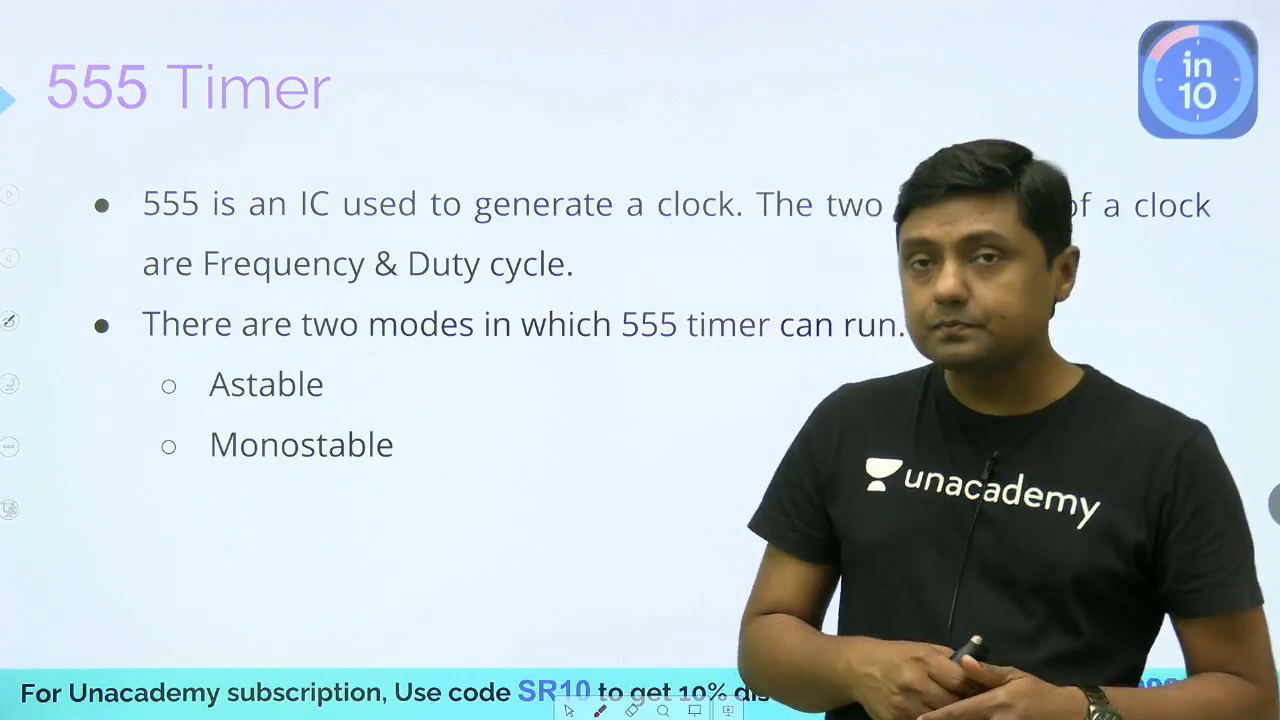 555 Timer
in
10
555 is an IC used to generate a clock. The two of a clock
are Frequency & Duty cycle.
There are two modes in which 555 timer can run.
Astable
Monostable
unacademy
For Unacademy subscription, Use code SR10 to get 10%